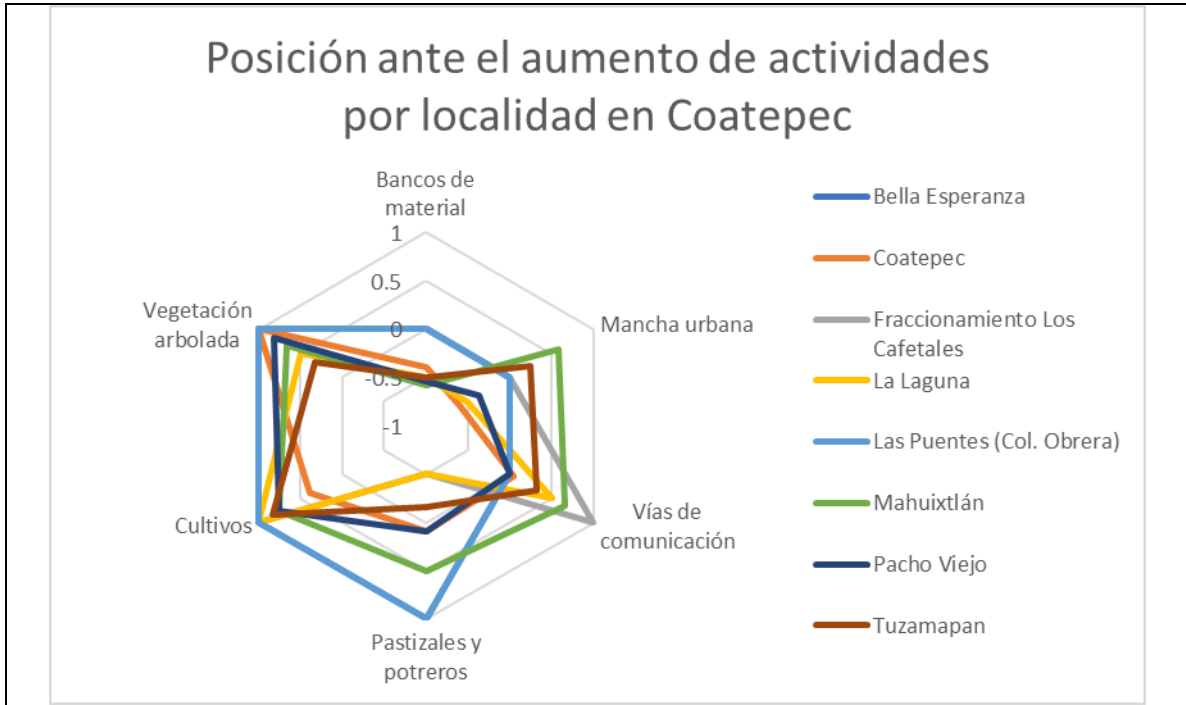 Posición ante el aumento de actividades
por localidad en Coatepec
Bancos de
material
1
0.5
0
-0.5
-1
Mancha urbana
Vías de
comunicación
Pastizales y
potreros
Cultivos
Vegetación
arbolada
Bella Esperanza
Coatepec
Fraccionamiento Los
Cafetales
La Laguna
Las Puentes (Col. Obrera)
Mahuixtlán
Pacho Viejo
Tuzamapan